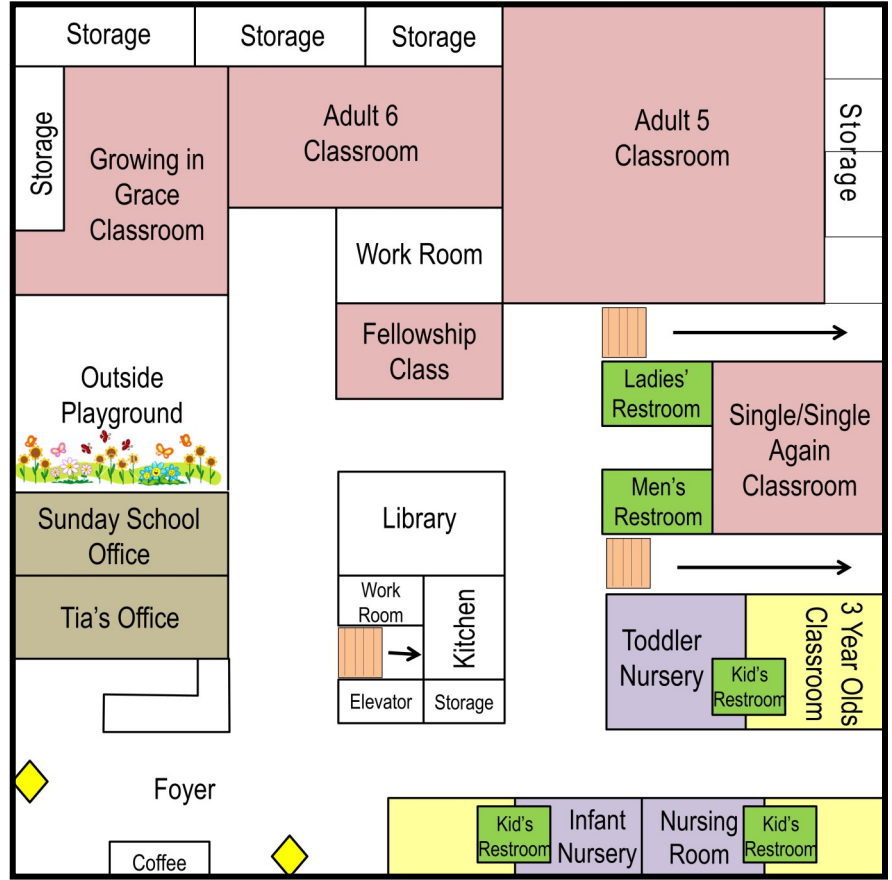 Storage
Storage
Storage
Storage
Growing in
Grace
Classroom
Adult 6
Classroom
Adult 5
Classroom
Storage
Work Room
Fellowship
Class
Outside
Playground
Ladies'
Restroom
Single/Single
Again
Classroom
Men's
Restroom
Sunday School
Office
Library
Tia's Office
Work
Room
Kitchen
Elevator
Storage
Toddler
Nursery
Kid's
Restroom
3 Year Olds
Classroom
Foyer
Coffee
Kid's
Restroom
Infant
Nursery
Nursing
Room
Kid's
Restroom